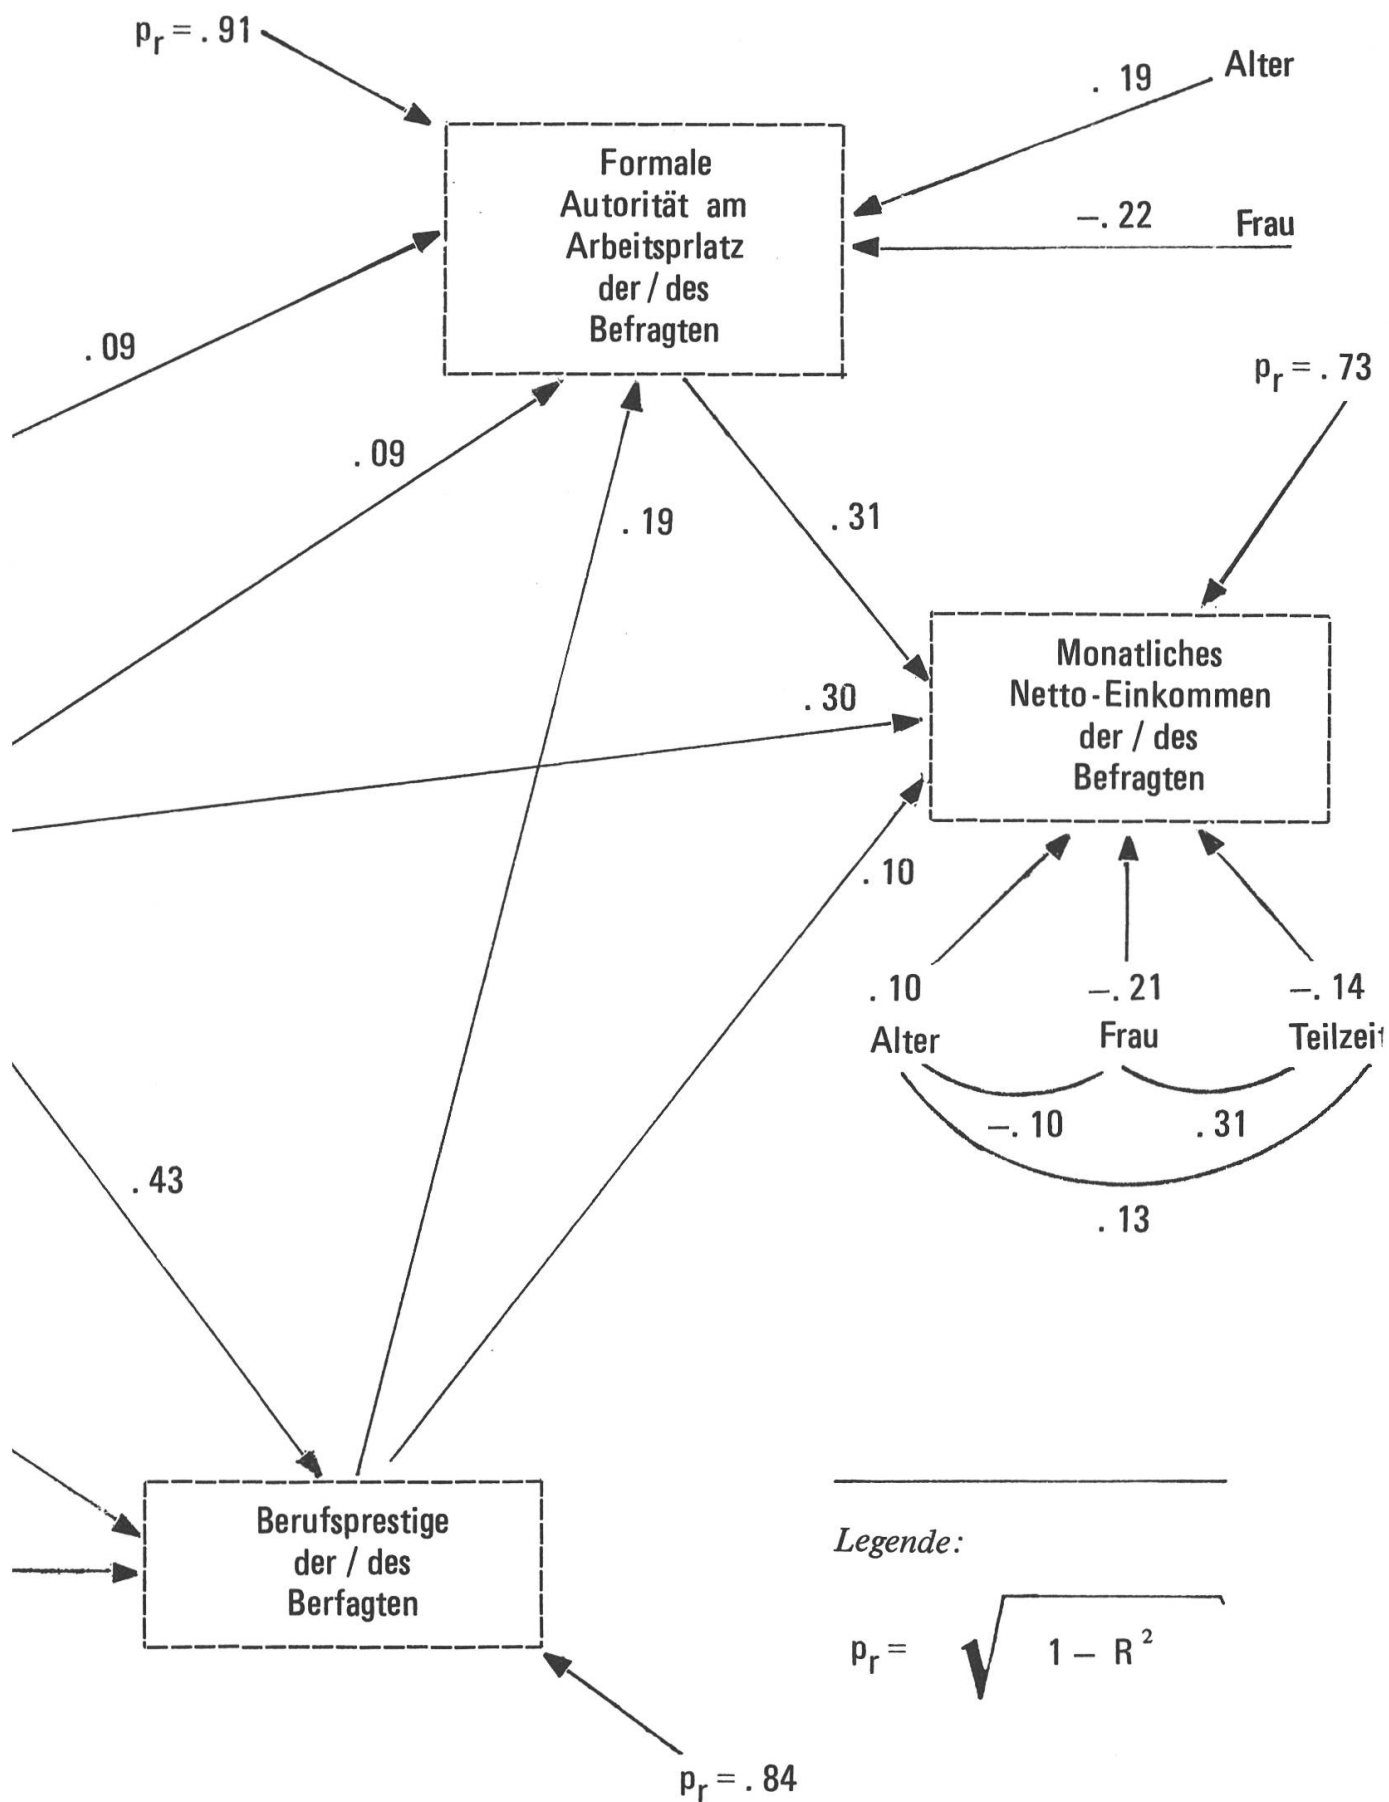 pr = . 91
. 19 Alter
Formale
Autorität am
Arbeitsprlatz
der / des
Befragten
–. 22 Frau
. 09
pr = . 73
. 09
. 19
. 31
Monatliches
Netto-Einkommen
der / des
Befragten
. 30
. 10
. 10 –. 21 –. 14
Alter Frau Teilzeit
–. 10 . 31
. 13
. 43
Berufsprestige
der / des
Berfagten
Legende:
pr = √ 1 – R²
pr = . 84